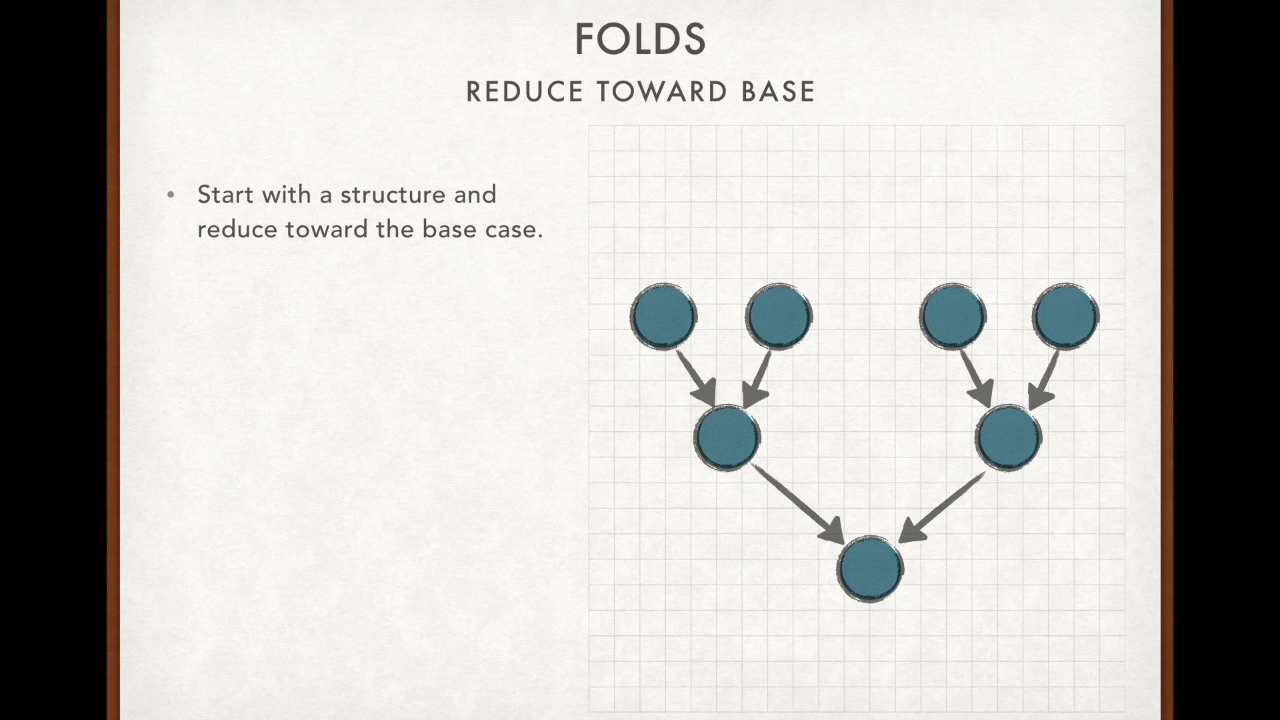 FOLDS
REDUCE TOWARD BASE
• Start with a structure and
reduce toward the base case.